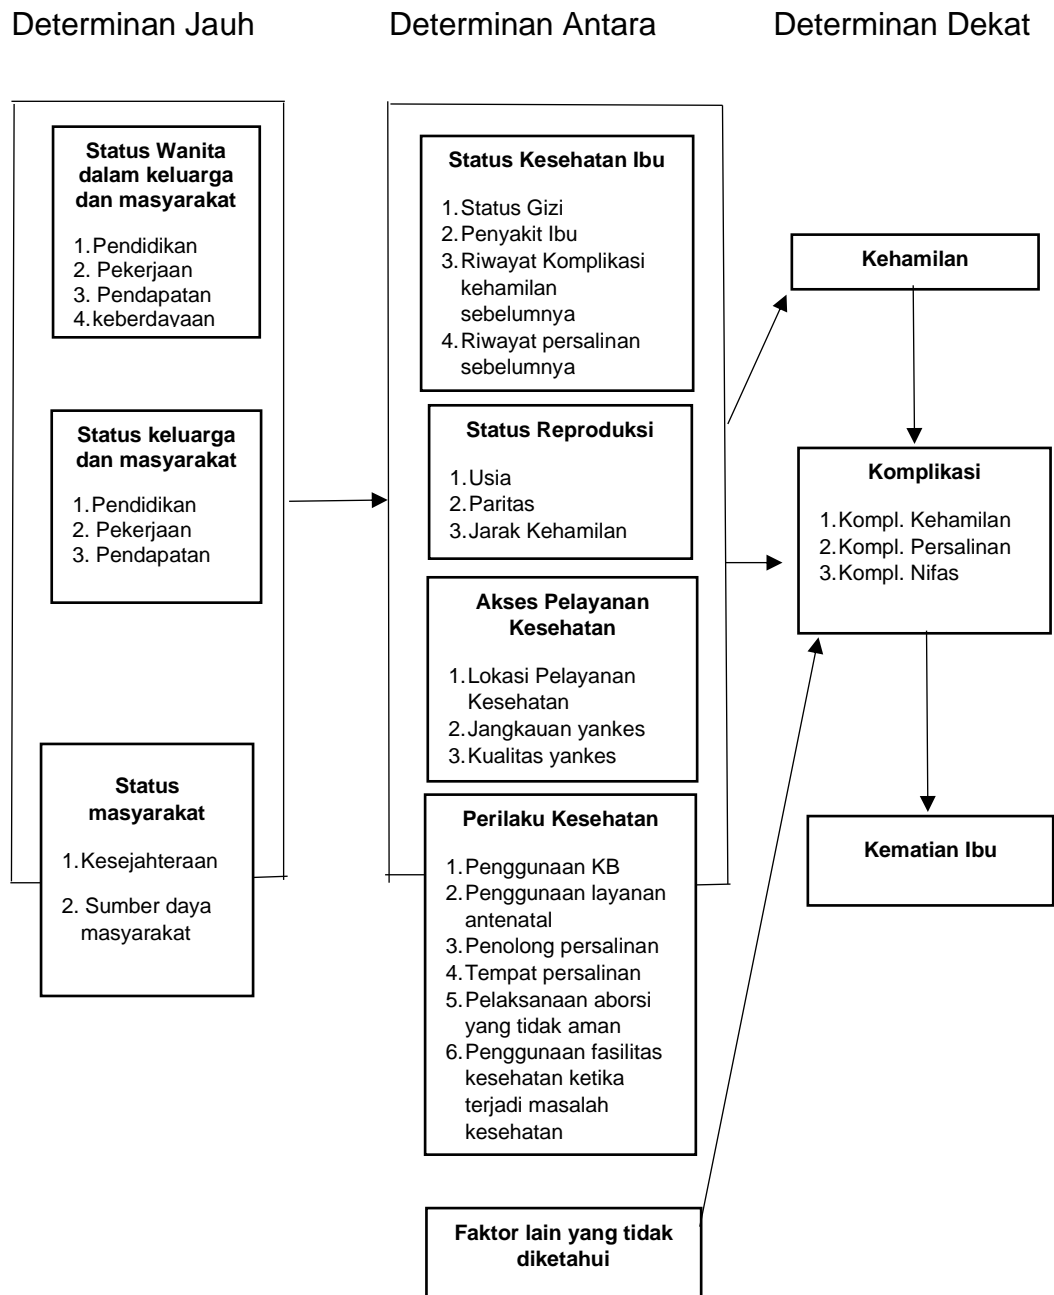 Determinan Jauh
Determinan Antara
Determinan Dekat
Status Wanita
dalam keluarga
dan masyarakat
1.Pendidikan
2. Pekerjaan
3. Pendapatan
4.keberdayaan
Status keluarga
dan masyarakat
1.Pendidikan
2. Pekerjaan
3. Pendapatan
Status
masyarakat
1.Kesejahteraan
2. Sumber daya
masyarakat
Status Kesehatan Ibu
1.Status Gizi
2.Penyakit Ibu
3.Riwayat Komplikasi
kehamilan
sebelumnya
4.Riwayat persalinan
sebelumnya
Status Reproduksi
1.Usia
2.Paritas
3.Jarak Kehamilan
Akses Pelayanan
Kesehatan
1.Lokasi Pelayanan
Kesehatan
2.Jangkauan yankes
3.Kualitas yankes
Perilaku Kesehatan
1.Penggunaan KB
2.Penggunaan layanan
antenatal
3.Penolong persalinan
4.Tempat persalinan
5.Pelaksanaan aborsi
yang tidak aman
6.Penggunaan fasilitas
kesehatan ketika
terjadi masalah
kesehatan
Faktor lain yang tidak
diketahui
Kehamilan
Komplikasi
1.Kompl. Kehamilan
2.Kompl. Persalinan
3.Kompl. Nifas
Kematian Ibu